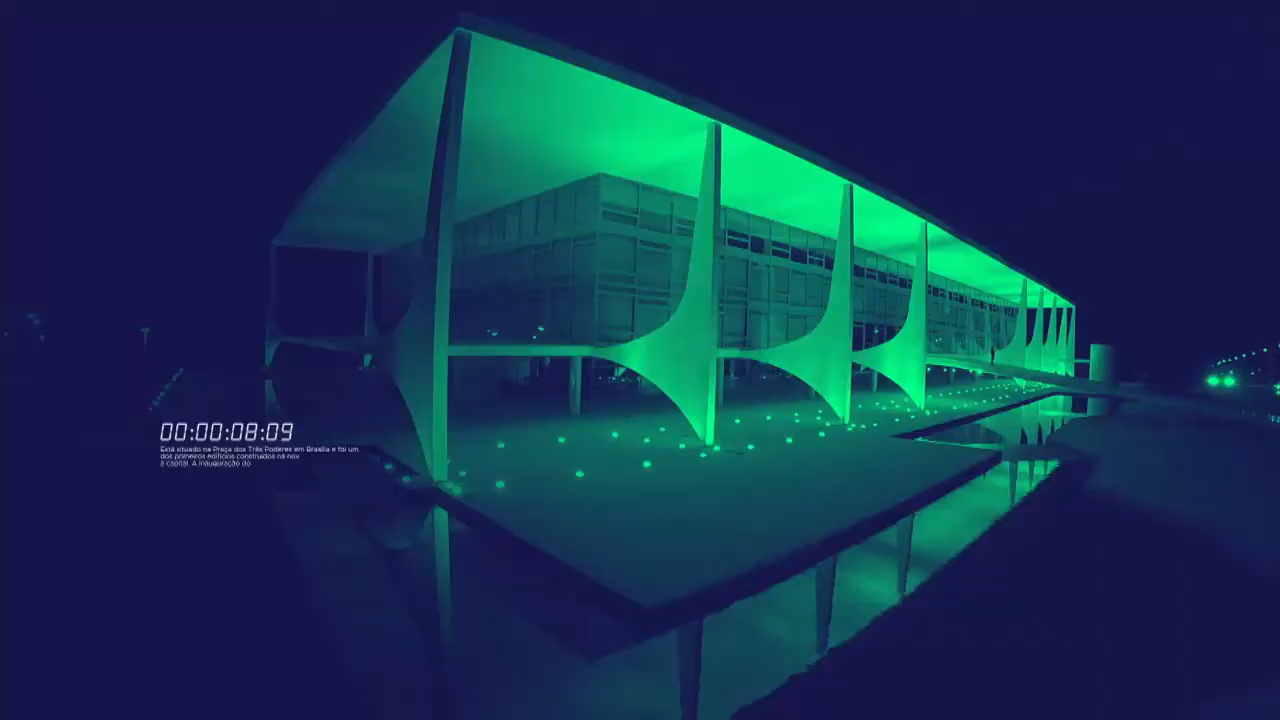 00:00:08:09
Está situado na Praça dos Três Poderes em Brasília e foi um
dos primeiros edifícios construídos na nov
a capital. A inauguração do